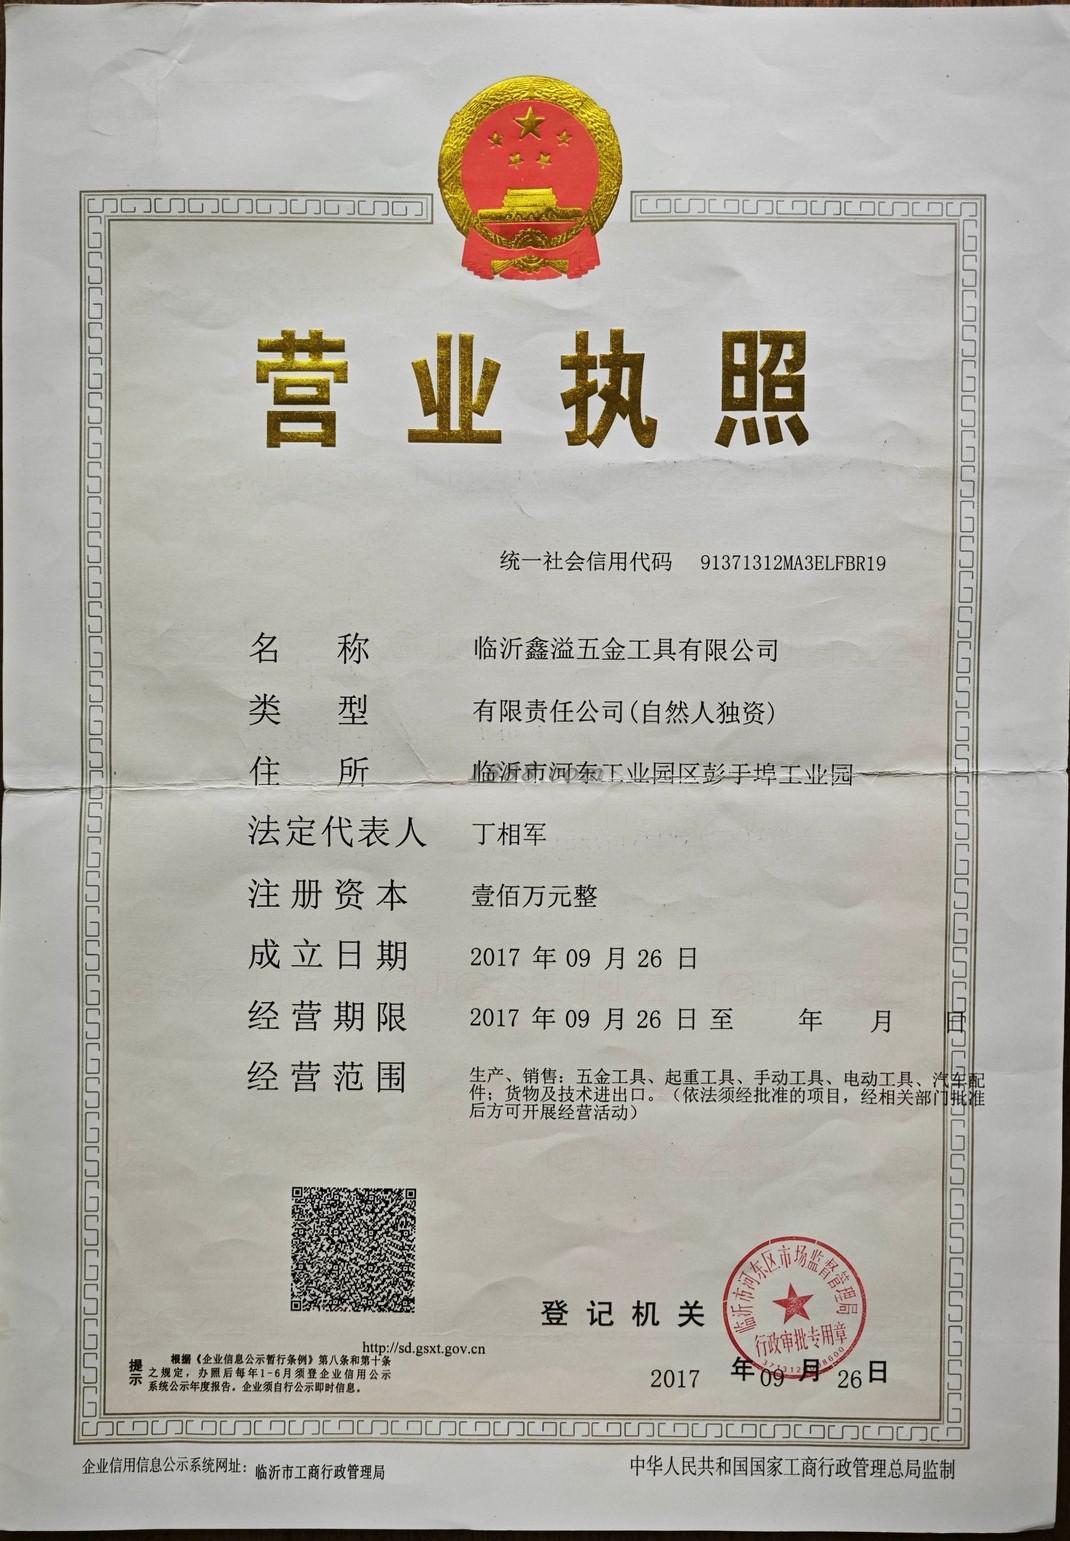 营业执照
统一社会信用代码 91371312MA3ELFBR19
名称 临沂鑫溢五金工具有限公司
类型 有限责任公司(自然人独资)
住所 临沂市河东工业园区彭于埠工业园
法定代表人 丁相军
注册资本 壹佰万元整
成立日期 2017 年 09 月 26 日
经营期限 2017 年 09 月 26 日 至 年 月 日
经营范围 生产、销售：五金工具、起重工具、手动工具、电动工具、汽车配
件；货物及技术进出口。（依法须经批准的项目，经相关部门批准
后方可开展经营活动）
登记机关
临沂市河东区市场监督管理局
行政审批专用章
2017 年 09 月 26 日
http://sd.gsxt.gov.cn
提示 根据《企业信息公示暂行条例》第八条和第十条
之规定，办照后每年1-6月须登企业信用公示
系统公示年度报告。企业须自行公示即时信息。
企业信用信息公示系统网址： 临沂市工商行政管理局
中华人民共和国国家工商行政管理总局监制